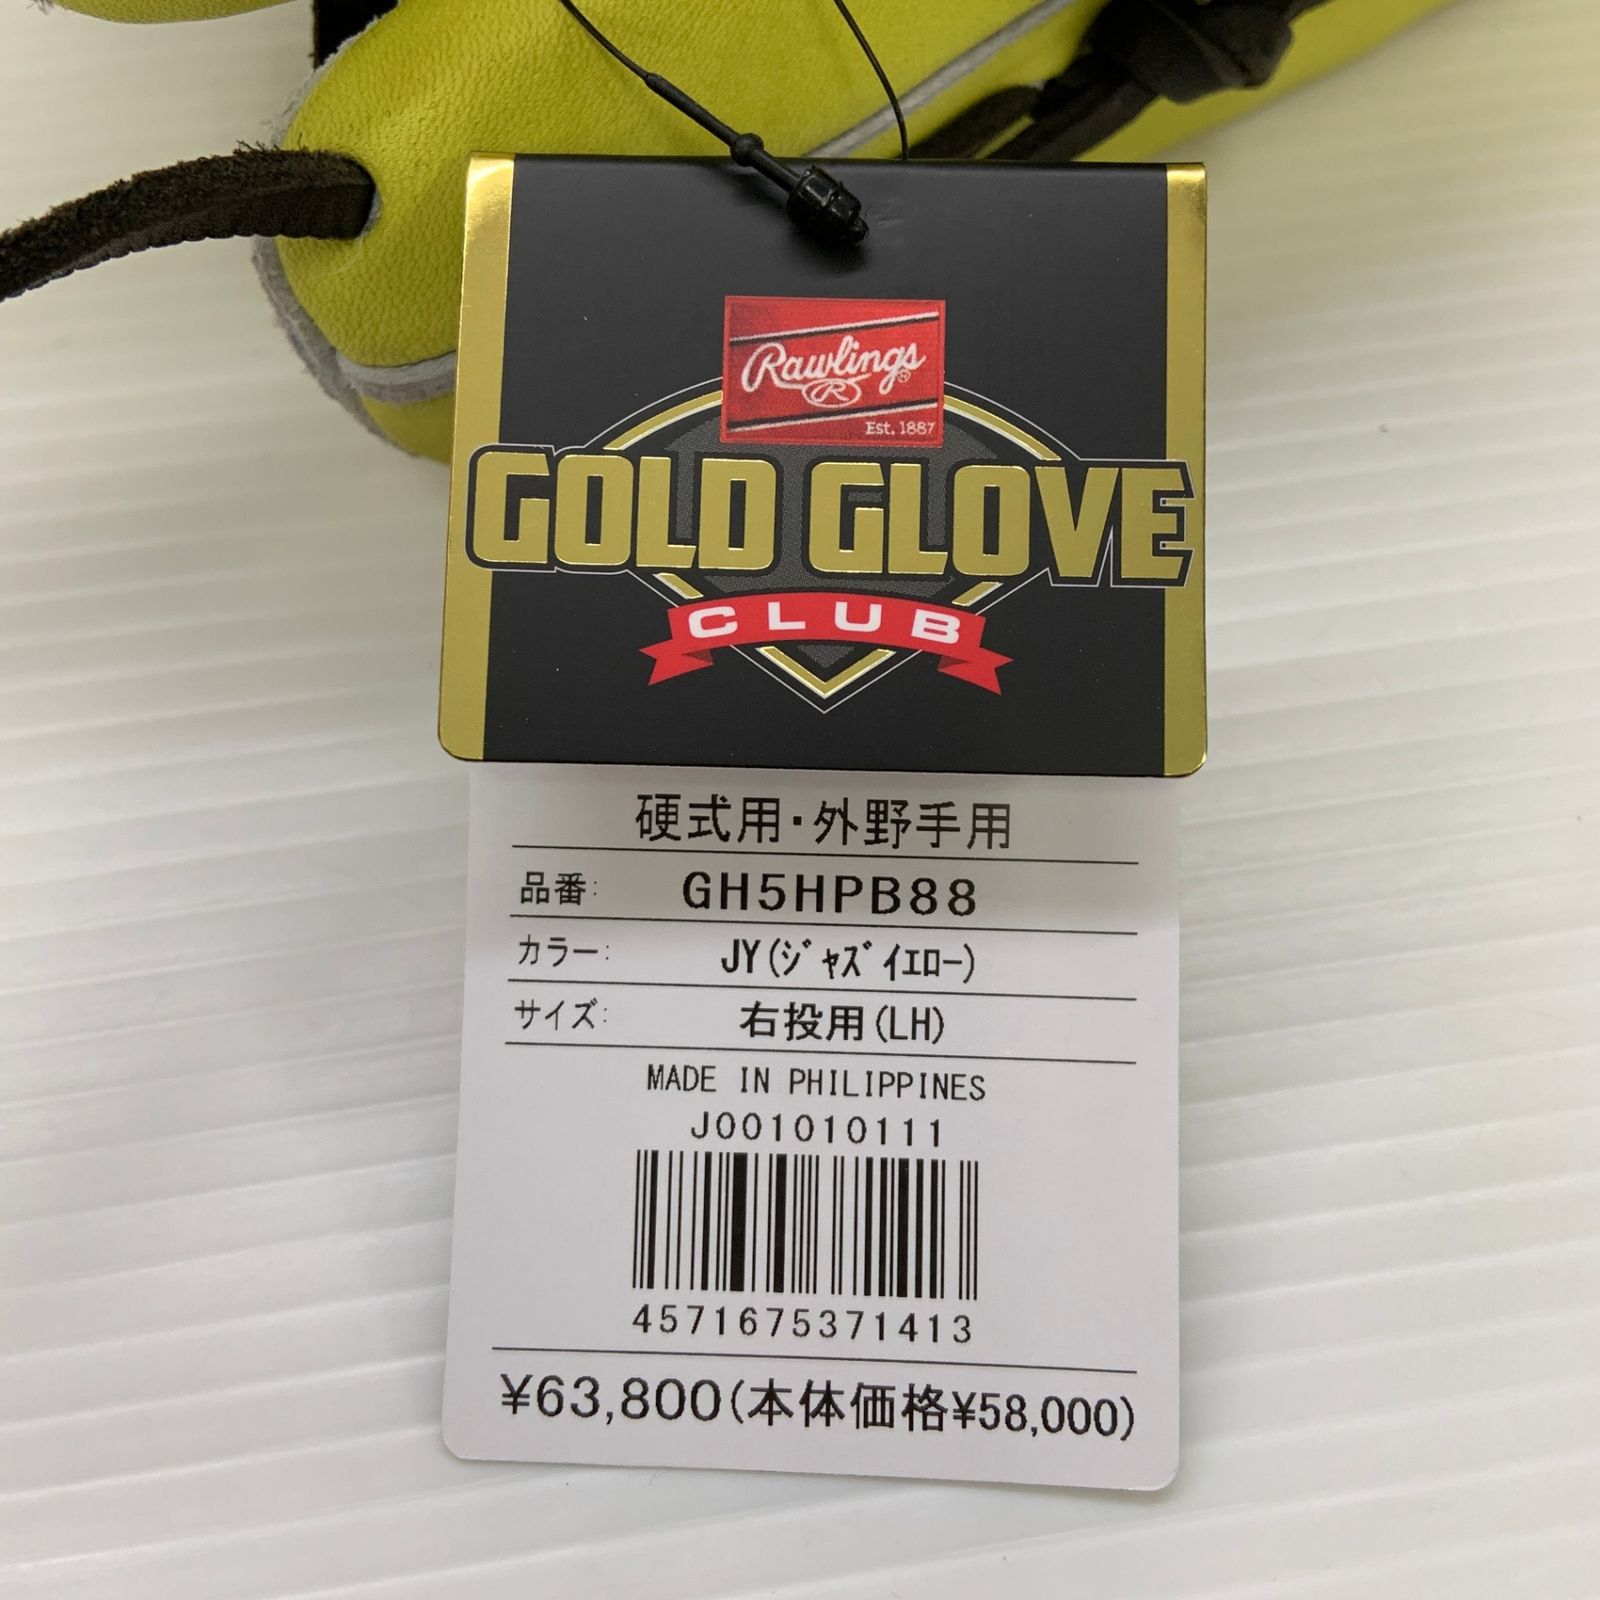 Rawlings®
R
Est. 1887
GOLD GLOVE
CLUB
硬式用・外野手用
品番: GH5HPB88
カラー: JY(ｼﾞｬｽﾞｲｴﾛｰ)
サイズ: 右投用(LH)
MADE IN PHILIPPINES
J001010111
4571675371413
¥63,800(本体価格¥58,000)